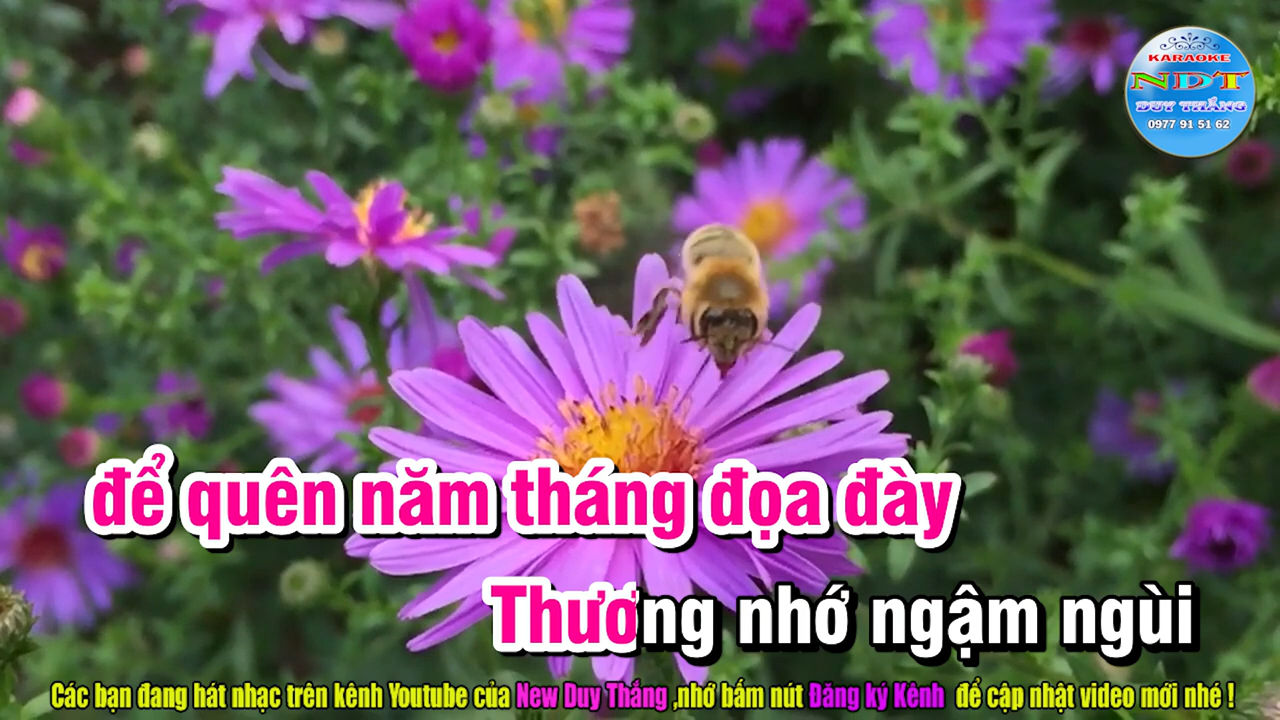 KARAOKE
NDT
DUY THẮNG
0977 91 51 62
để quên năm tháng đọa đày
Thương nhớ ngậm ngùi
Các bạn đang hát nhạc trên kênh Youtube của New Duy Thắng ,nhớ bấm nút Đăng ký Kênh để cập nhật video mới nhé !